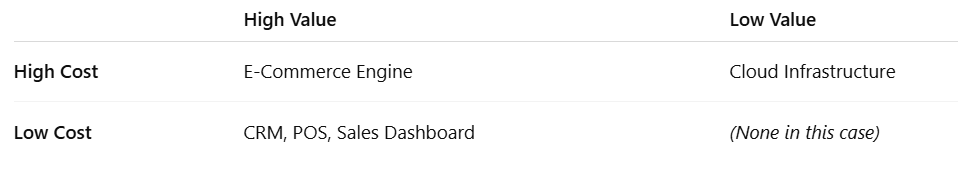 High Value Low Value
High Cost E-Commerce Engine Cloud Infrastructure
Low Cost CRM, POS, Sales Dashboard (None in this case)